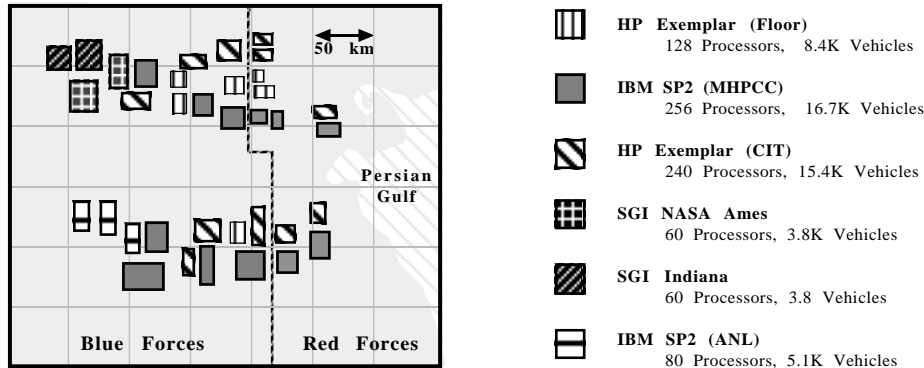 50 km
Persian
Gulf
Blue Forces
Red Forces
HP Exemplar (Floor)
128 Processors, 8.4K Vehicles
IBM SP2 (MHPCC)
256 Processors, 16.7K Vehicles
HP Exemplar (CIT)
240 Processors, 15.4K Vehicles
SGI NASA Ames
60 Processors, 3.8K Vehicles
SGI Indiana
60 Processors, 3.8 Vehicles
IBM SP2 (ANL)
80 Processors, 5.1K Vehicles